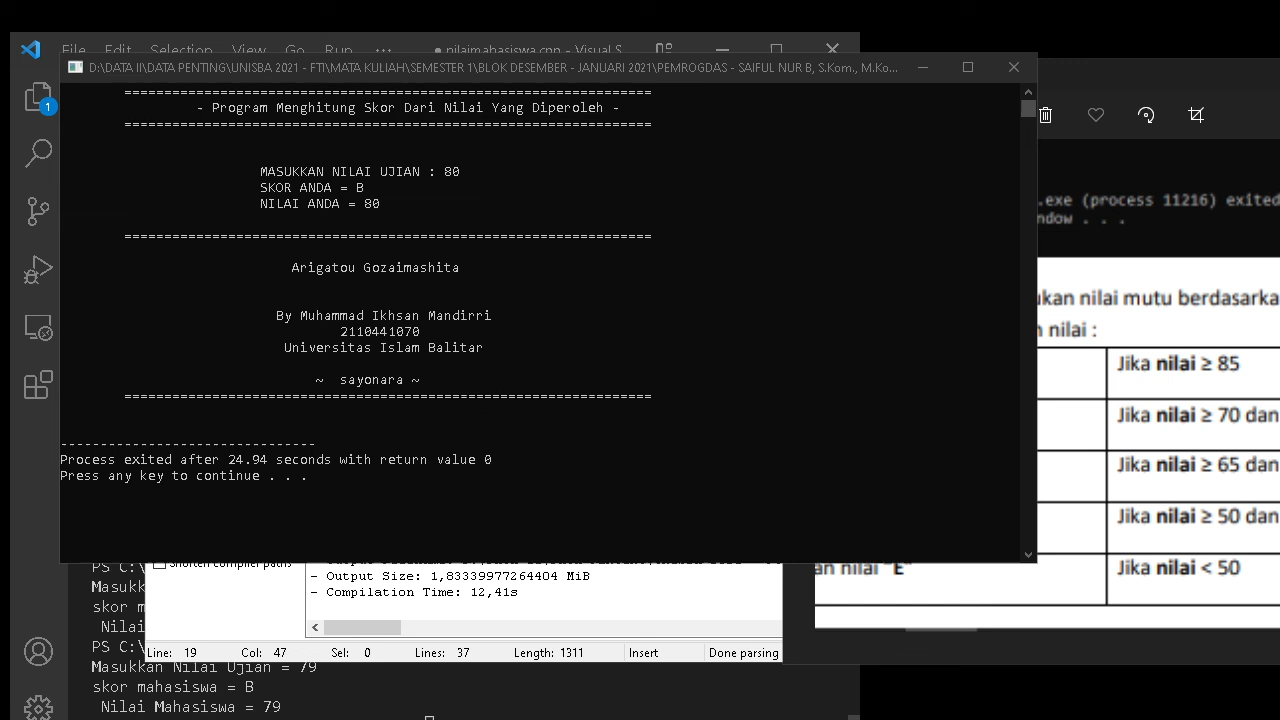 File Edit Selection View Go Run ··· ● nilaimahasiswa.cpp - Visual S
D:\DATA II\DATA PENTING\UNISBA 2021 - FTI\MATA KULIAH\SEMESTER 1\BLOK DESEMBER - JANUARI 2021\PEMROGDAS - SAIFUL NUR B, S.Kom., M.Ko...
1
==================================================================
- Program Menghitung Skor Dari Nilai Yang Diperoleh -
==================================================================
MASUKKAN NILAI UJIAN : 80
SKOR ANDA = B
NILAI ANDA = 80
==================================================================
Arigatou Gozaimashita
By Muhammad Ikhsan Mandirri
2110441070
Universitas Islam Balitar
~ sayonara ~
==================================================================
--------------------------------
Process exited after 24.94 seconds with return value 0
Press any key to continue . . .
.exe (process 11216) exited
ndow . . .
ukan nilai mutu berdasarka
n nilai :
Jika nilai ≥ 85
Jika nilai ≥ 70 dan
Jika nilai ≥ 65 dan
Jika nilai ≥ 50 dan
an nilai "E" Jika nilai < 50
Shorten compiler paths
- Output Size: 1,83339977264404 MiB
- Compilation Time: 12,41s
Line: 19 Col: 47 Sel: 0 Lines: 37 Length: 1311 Insert Done parsing
PS C:\
Masukk
skor m
Nilai
PS C:\
Masukkan Nilai Ujian = 79
skor mahasiswa = B
Nilai Mahasiswa = 79